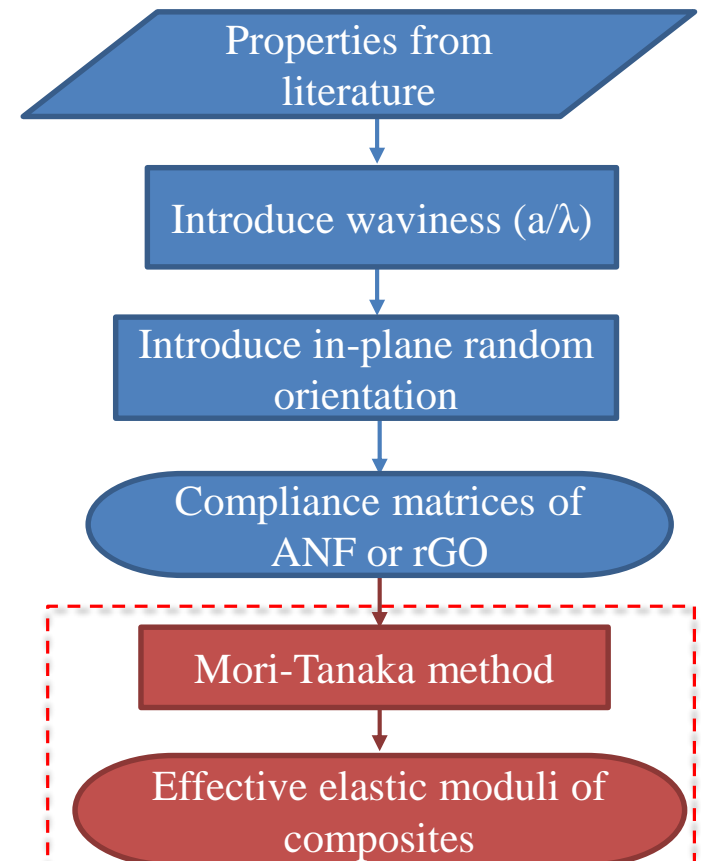 Properties from
literature
Introduce waviness (a/λ)
Introduce in-plane random
orientation
Compliance matrices of
ANF or rGO
Mori-Tanaka method
Effective elastic moduli of
composites